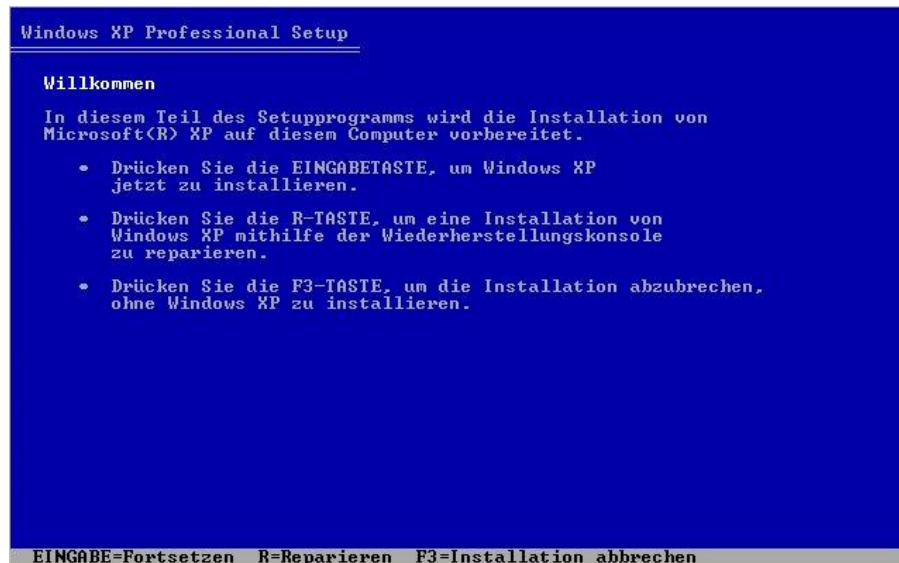 Windows XP Professional Setup
Willkommen
In diesem Teil des Setupprogramms wird die Installation von
Microsoft(R) XP auf diesem Computer vorbereitet.
• Drücken Sie die EINGABETASTE, um Windows XP
jetzt zu installieren.
• Drücken Sie die R-TASTE, um eine Installation von
Windows XP mithilfe der Wiederherstellungskonsole
zu reparieren.
• Drücken Sie die F3-TASTE, um die Installation abzubrechen,
ohne Windows XP zu installieren.
EINGABE=Fortsetzen R=Reparieren F3=Installation abbrechen